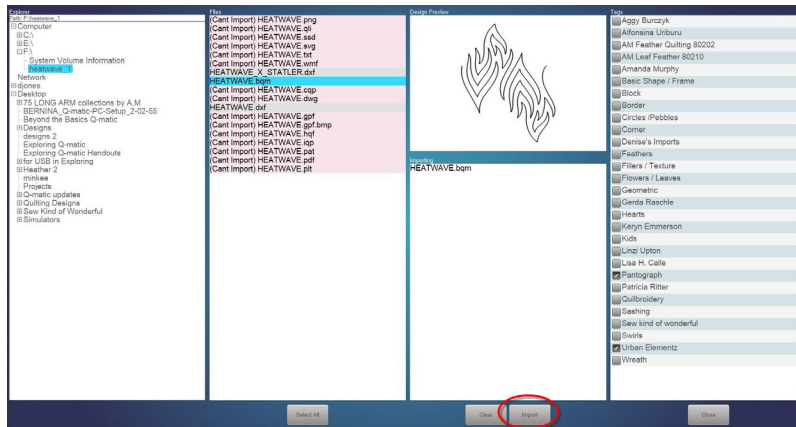 Explorer
Path: F:\heatwave_1
Computer
C:\
E:\
F:\
System Volume Information
heatwave_1
Network
djones
Desktop
75 LONG ARM collections by A.M
BERNINA_Q-matic-PC-Setup_2-02-55
Beyond the Basics Q-matic
Designs
designs 2
Exploring Q-matic
Exploring Q-matic Handouts
for USB in Exploring
Heather 2
minkee
Projects
Q-matic updates
Quilting Designs
Sew Kind of Wonderful
Simulators
Files
(Cant Import) HEATWAVE.png
(Cant Import) HEATWAVE.qli
(Cant Import) HEATWAVE.ssd
(Cant Import) HEATWAVE.svg
(Cant Import) HEATWAVE.txt
(Cant Import) HEATWAVE.wmf
HEATWAVE_X_STATLER.dxf
HEATWAVE.bqm
(Cant Import) HEATWAVE.cqp
(Cant Import) HEATWAVE.dwg
HEATWAVE.dxf
(Cant Import) HEATWAVE.gpf
(Cant Import) HEATWAVE.gpf.bmp
(Cant Import) HEATWAVE.hqf
(Cant Import) HEATWAVE.iqp
(Cant Import) HEATWAVE.pat
(Cant Import) HEATWAVE.pdf
(Cant Import) HEATWAVE.plt
Select All
Design Preview
Importing
HEATWAVE.bqm
Clear
Import
Tags
Aggy Burczyk
Alfonsina Uriburu
AM Feather Quilting 80202
AM Leaf Feather 80210
Amanda Murphy
Basic Shape / Frame
Block
Border
Circles /Pebbles
Corner
Denise's Imports
Feathers
Fillers / Texture
Flowers / Leaves
Geometric
Gerda Raschle
Hearts
Keryn Emmerson
Kids
Linzi Upton
Lisa H. Calle
Pantograph
Patricia Ritter
Quilbroidery
Sashing
Sew kind of wonderful
Swirls
Urban Elementz
Wreath
Close